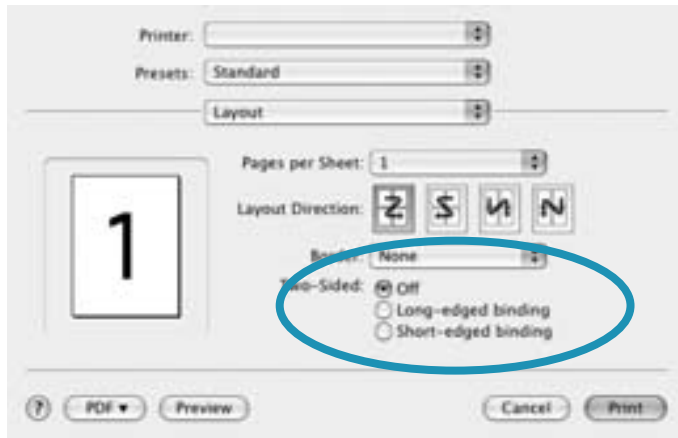 Printer:
Presets: Standard
Layout
Pages per Sheet: 1
Layout Direction:
Border: None
Two-Sided: Off
Long-edged binding
Short-edged binding
1
? PDF ▾ Preview Cancel Print